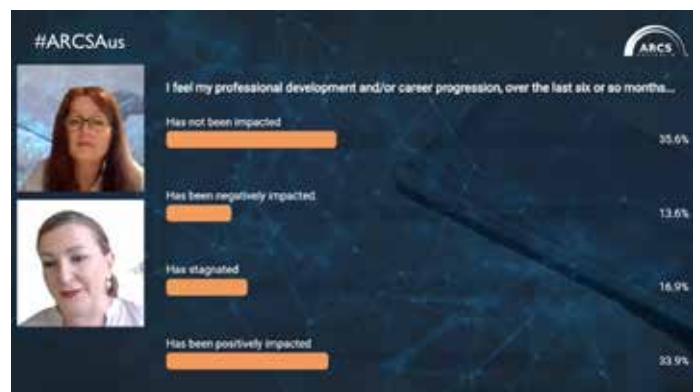 #ARCSAus
ARCS
I feel my professional development and/or career progression, over the last six or so months...
Has not been impacted
35.6%
Has been negatively impacted
13.6%
Has stagnated
16.9%
Has been positively impacted
33.9%